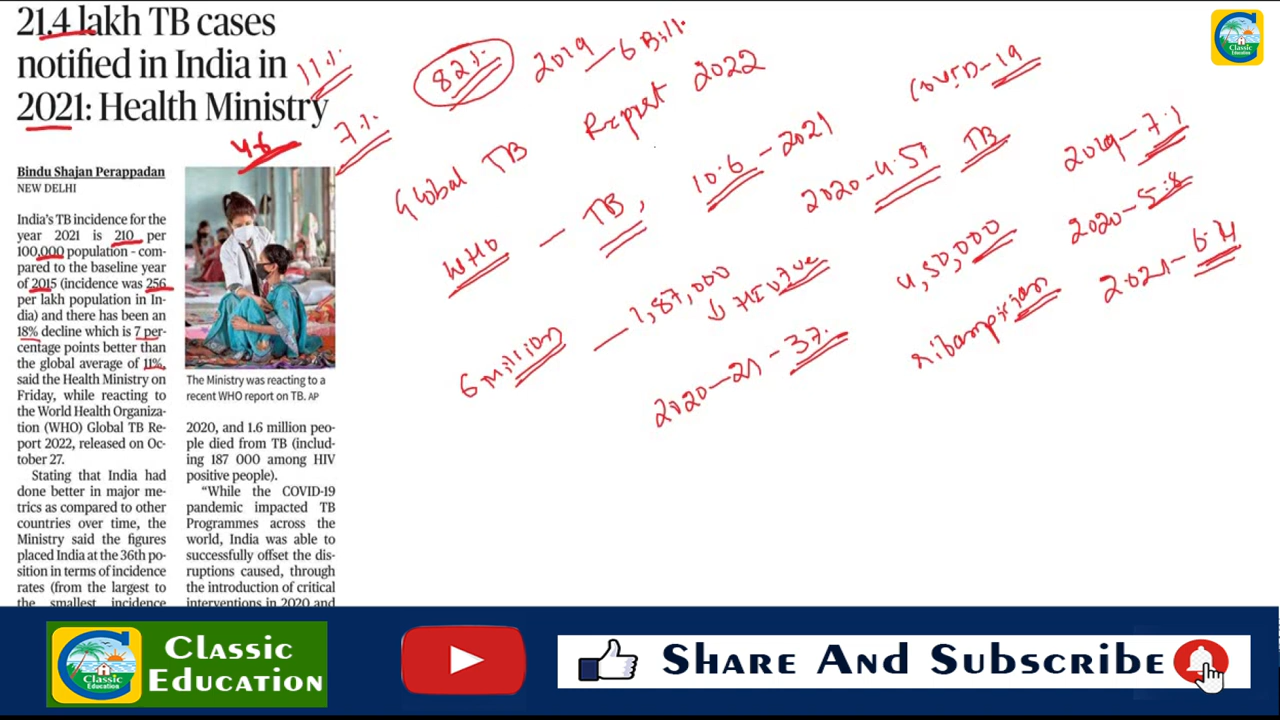 21.4 lakh TB cases
notified in India in
2021: Health Ministry
Bindu Shajan Perappadan
NEW DELHI
India's TB incidence for the
year 2021 is 210 per
100,000 population - com-
pared to the baseline year
of 2015 (incidence was 256
per lakh population in In-
dia) and there has been an
18% decline which is 7 per-
centage points better than
the global average of 11%,
said the Health Ministry on
Friday, while reacting to
the World Health Organiza-
tion (WHO) Global TB Re-
port 2022, released on Oc-
tober 27.
Stating that India had
done better in major me-
trics as compared to other
countries over time, the
Ministry said the figures
placed India at the 36th po-
sition in terms of incidence
rates (from the largest to
the smallest incidence
The Ministry was reacting to a
recent WHO report on TB. AP
2020, and 1.6 million peo-
ple died from TB (includ-
ing 187 000 among HIV
positive people).
"While the COVID-19
pandemic impacted TB
Programmes across the
world, India was able to
successfully offset the dis-
ruptions caused, through
the introduction of critical
interventions in 2020 and
11%
7%
82%
2019 - 6 Bill.
Global TB Report 2022
COVID-19
WHO - TB, 10.6 - 2021
2020 - 4.5% TB
2019 - 7.1
2020 - 5.8
2021 - 6.4
6 million - 1,87,000
↓ HIV +ive
4,50,000
2020-21 - 3%
Classic
Education
Classic
Education
Classic
Education
Share And Subscribe